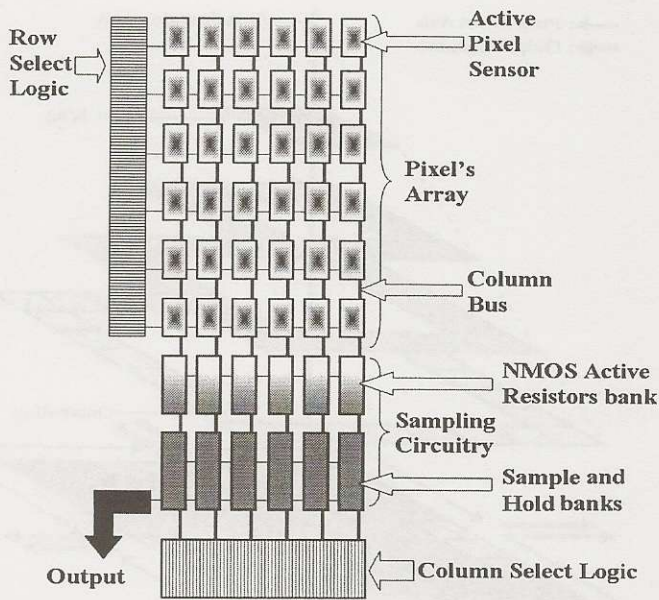 Row
Select
Logic
Active
Pixel
Sensor
Pixel's
Array
Column
Bus
NMOS Active
Resistors bank
Sampling
Circuitry
Sample and
Hold banks
Output
Column Select Logic